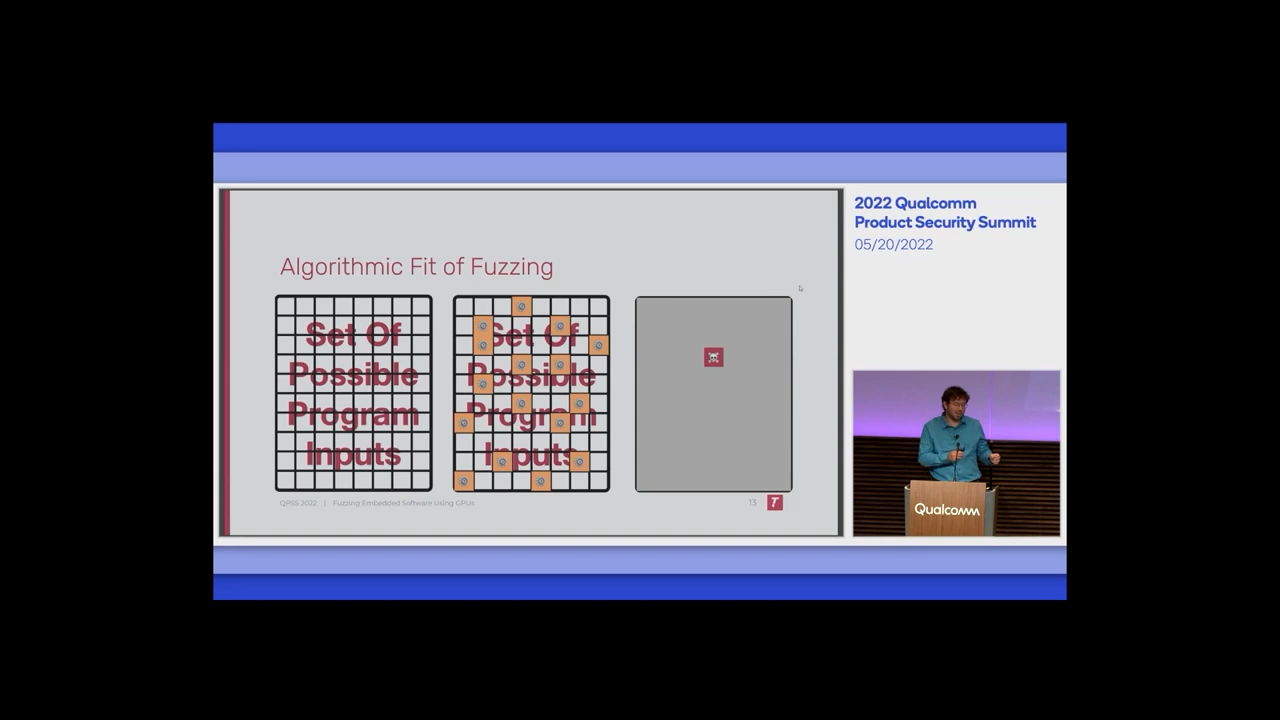 2022 Qualcomm
Product Security Summit
05/20/2022
Algorithmic Fit of Fuzzing
Set Of
Possible
Program
Inputs
Set Of
Possible
Program
Inputs
QPSS 2022 | Fuzzing Embedded Software Using GPUs
13
T
Qualcomm